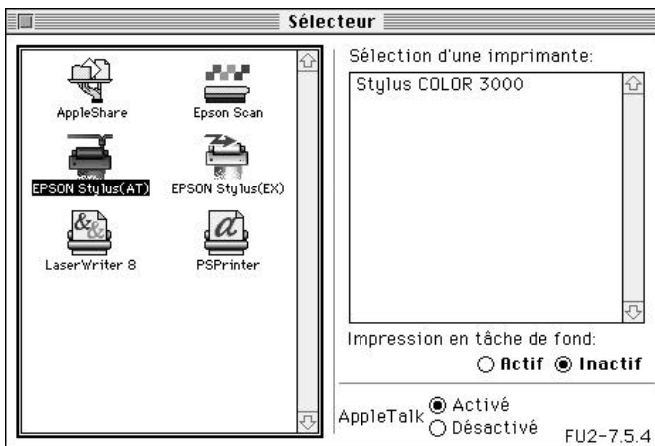 Sélecteur
AppleShare
Epson Scan
EPSON Stylus(AT)
EPSON Stylus(EX)
LaserWriter 8
PSPrinter
Sélection d'une imprimante:
Stylus COLOR 3000
Impression en tâche de fond:
Actif Inactif
AppleTalk
Activé
Désactivé
FU2-7.5.4